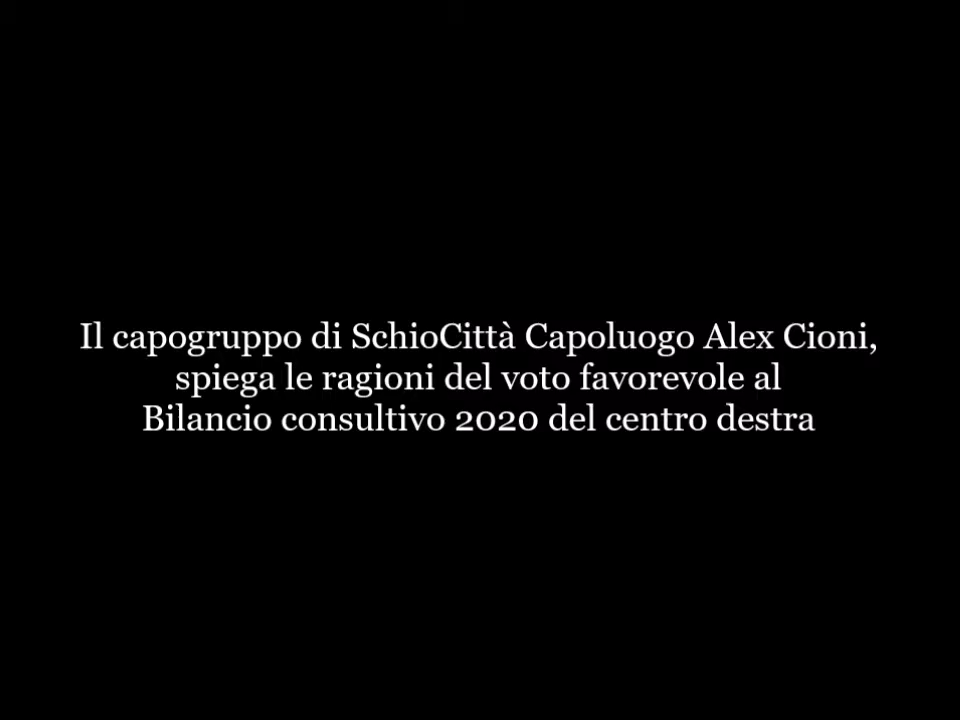 Il capogruppo di SchioCittà Capoluogo Alex Cioni,
spiega le ragioni del voto favorevole al
Bilancio consultivo 2020 del centro destra